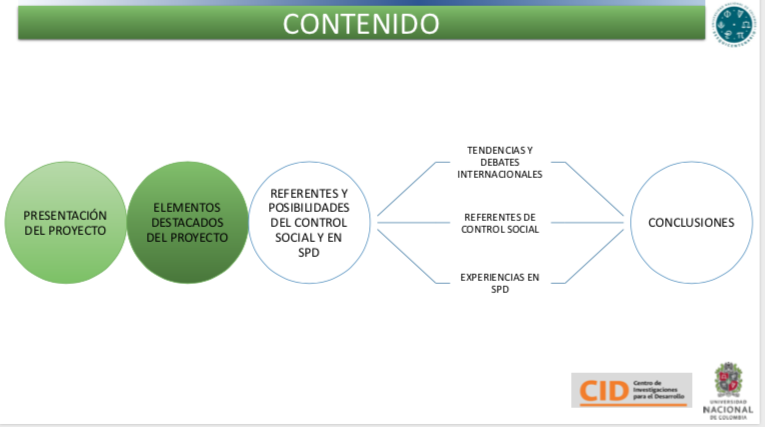 CONTENIDO
PRESENTACIÓN
DEL PROYECTO
ELEMENTOS
DESTACADOS
DEL PROYECTO
REFERENTES Y
POSIBILIDADES
DEL CONTROL
SOCIAL Y EN
SPD
TENDENCIAS Y
DEBATES
INTERNACIONALES
REFERENTES DE
CONTROL SOCIAL
EXPERIENCIAS EN
SPD
CONCLUSIONES
CID
Centro de
Investigaciones
para el Desarrollo
UNIVERSIDAD
NACIONAL
DE COLOMBIA